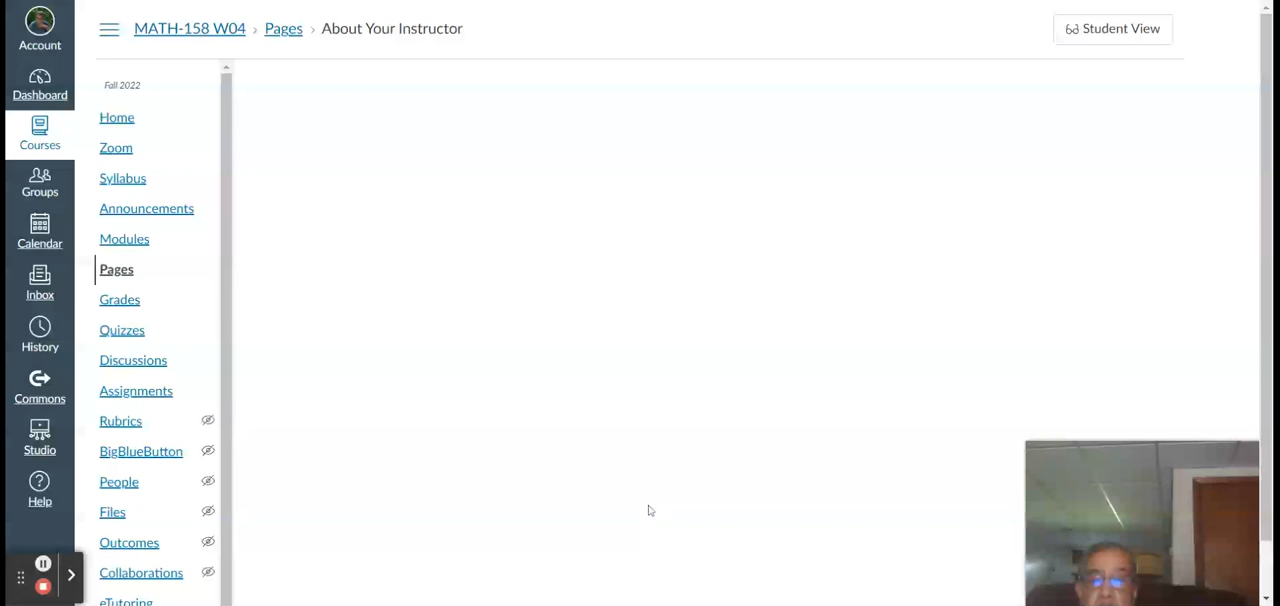 Account
Dashboard
Courses
Groups
Calendar
Inbox
History
Commons
Studio
Help
MATH-158 W04 › Pages › About Your Instructor
Student View
Fall 2022
Home
Zoom
Syllabus
Announcements
Modules
Pages
Grades
Quizzes
Discussions
Assignments
Rubrics
BigBlueButton
People
Files
Outcomes
Collaborations
eTutoring